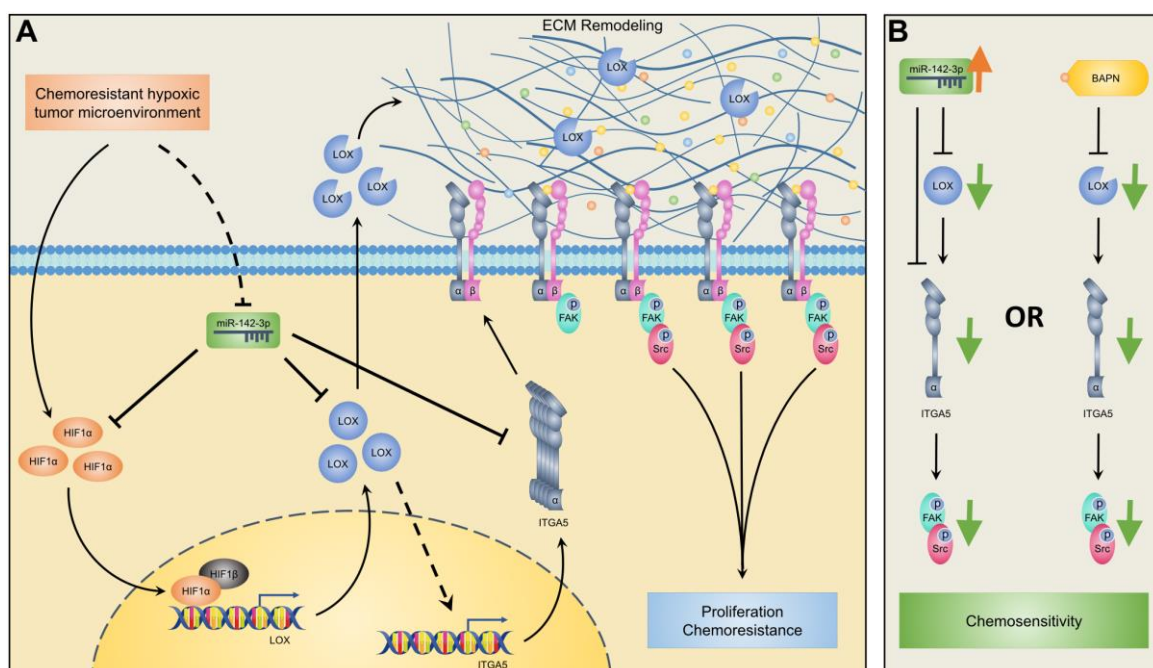 A
ECM Remodeling
Chemoresistant hypoxic
tumor microenvironment
LOX
LOX
LOX
LOX
LOX
LOX
α β
α β
α β
α β
α β
p
FAK
p
FAK
p
Src
p
FAK
p
Src
p
FAK
p
Src
miR-142-3p
HIF1α
HIF1α
HIF1α
LOX
LOX
LOX
α
ITGA5
HIF1β
HIF1α
LOX
ITGA5
Proliferation
Chemoresistance
B
miR-142-3p
BAPN
LOX
LOX
α
ITGA5
OR
α
ITGA5
p
FAK
p
Src
p
FAK
p
Src
Chemosensitivity